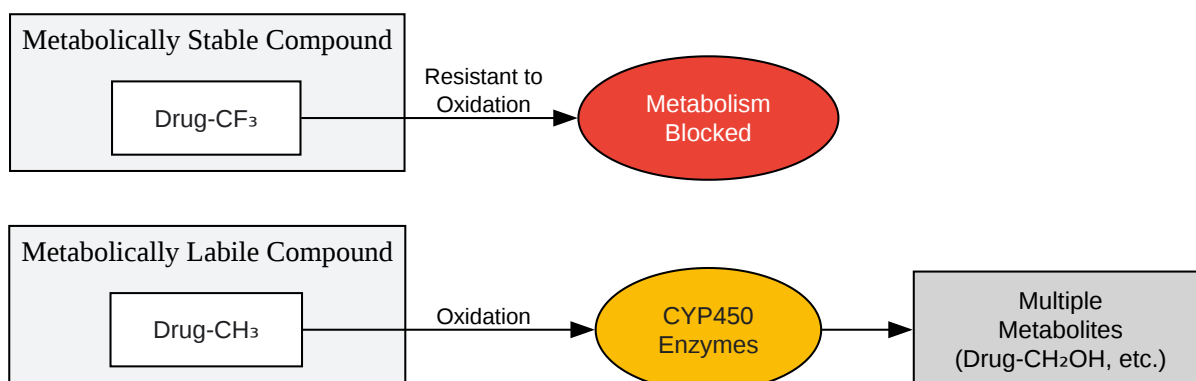 Metabolically Stable Compound
Drug-CF₃
Resistant to
Oxidation
Metabolism
Blocked
Metabolically Labile Compound
Drug-CH₃
Oxidation
CYP450
Enzymes
Multiple
Metabolites
(Drug-CH₂OH, etc.)